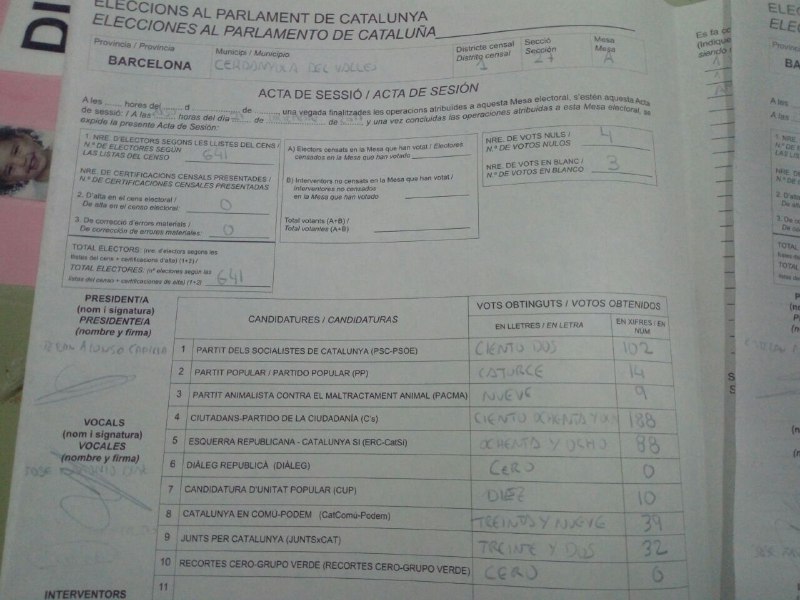 DI
ELECCIONS AL PARLAMENT DE CATALUNYA
ELECCIONES AL PARLAMENTO DE CATALUÑA
Província / Provincia
BARCELONA
Municipi / Municipio
CERDANYOLA DEL VALLES
Districte censal
Distrito censal
1
Secció
Sección
27
Mesa
Mesa
A
ACTA DE SESSIÓ / ACTA DE SESIÓN
A les ........ hores del ........ d ........ de ........ una vegada finalitzades les operacions atribuïdes a aquesta Mesa electoral, s'estén aquesta Acta
de sessió: / A las ........ horas del día ........ de ........ de ........ y una vez concluidas las operaciones atribuidas a esta Mesa electoral, se
expide la presente Acta de Sesión:
1. NRE. D'ELECTORS SEGONS LES LLISTES DEL CENS /
N.º DE ELECTORES SEGÚN
LAS LISTAS DEL CENSO 641
NRE. DE CERTIFICACIONS CENSALS PRESENTADES /
N.º DE CERTIFICACIONES CENSALES PRESENTADAS
2. D'alta en el cens electoral /
De alta en el censo electoral: 0
3. De correcció d'errors materials /
De corrección de errores materiales: 0
TOTAL ELECTORS: (nre. d'electors segons les
llistes del cens + certificacions d'alta) (1+2) /
TOTAL ELECTORES: (nº electores según las
listas del censo + certificaciones de alta) (1+2) 641
A) Electors censats en la Mesa que han votat / Electores
censados en la Mesa que han votado
B) Interventors no censats en la Mesa que han votat /
Interventores no censados
en la Mesa que han votado
Total votants (A+B) /
Total votantes (A+B)
NRE. DE VOTS NULS /
N.º DE VOTOS NULOS 4
NRE. DE VOTS EN BLANC /
N.º DE VOTOS EN BLANCO 3
PRESIDENT/A
(nom i signatura)
PRESIDENTE/A
(nombre y firma)
ALONSO
VOCALS
(nom i signatura)
VOCALES
(nombre y firma)
JOSE
INTERVENTORS
CANDIDATURES / CANDIDATURAS
VOTS OBTINGUTS / VOTOS OBTENIDOS
EN LLETRES / EN LETRA
EN XIFRES / EN
NÚM
1 PARTIT DELS SOCIALISTES DE CATALUNYA (PSC-PSOE) CIENTO DOS 102
2 PARTIT POPULAR / PARTIDO POPULAR (PP) CATORCE 14
3 PARTIT ANIMALISTA CONTRA EL MALTRACTAMENT ANIMAL (PACMA) NUEVE 9
4 CIUTADANS-PARTIDO DE LA CIUDADANÍA (C's) CIENTO OCHENTA Y 188
5 ESQUERRA REPUBLICANA - CATALUNYA SÍ (ERC-CatSí) OCHENTA Y OCHO 88
6 DIÀLEG REPUBLICÀ (DIÀLEG) CERO 0
7 CANDIDATURA D'UNITAT POPULAR (CUP) DIEZ 10
8 CATALUNYA EN COMÚ-PODEM (CatComú-Podem) TREINTA Y NUEVE 39
9 JUNTS PER CATALUNYA (JUNTSxCAT) TREINTE Y DOS 32
10 RECORTES CERO-GRUPO VERDE (RECORTES CERO-GRUPO VERDE) CERO 0
11
Es fa co
(Indique
siendo